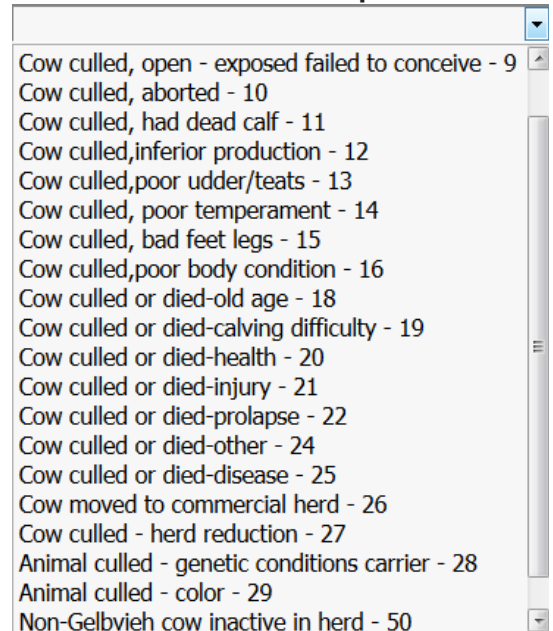 Cow culled, open - exposed failed to conceive - 9
Cow culled, aborted - 10
Cow culled, had dead calf - 11
Cow culled,inferior production - 12
Cow culled,poor udder/teats - 13
Cow culled, poor temperament - 14
Cow culled, bad feet legs - 15
Cow culled,poor body condition - 16
Cow culled or died-old age - 18
Cow culled or died-calving difficulty - 19
Cow culled or died-health - 20
Cow culled or died-injury - 21
Cow culled or died-prolapse - 22
Cow culled or died-other - 24
Cow culled or died-disease - 25
Cow moved to commercial herd - 26
Cow culled - herd reduction - 27
Animal culled - genetic conditions carrier - 28
Animal culled - color - 29
Non-Gelbvieh cow inactive in herd - 50